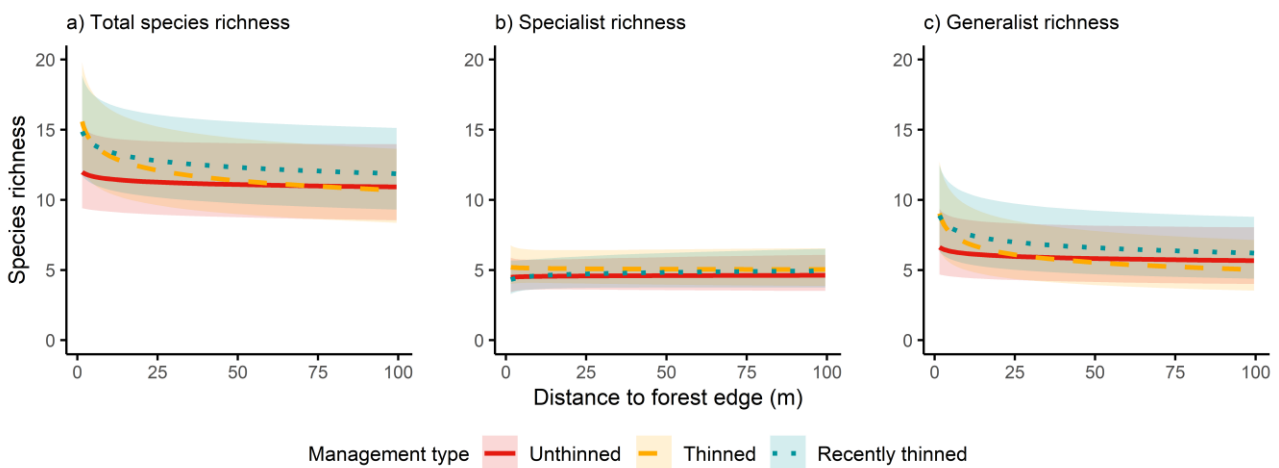 a) Total species richness
b) Specialist richness
c) Generalist richness
Species richness
20
15
10
5
0
0 25 50 75 100
20
15
10
5
0
0 25 50 75 100
20
15
10
5
0
0 25 50 75 100
Distance to forest edge (m)
Management type Unthinned Thinned Recently thinned